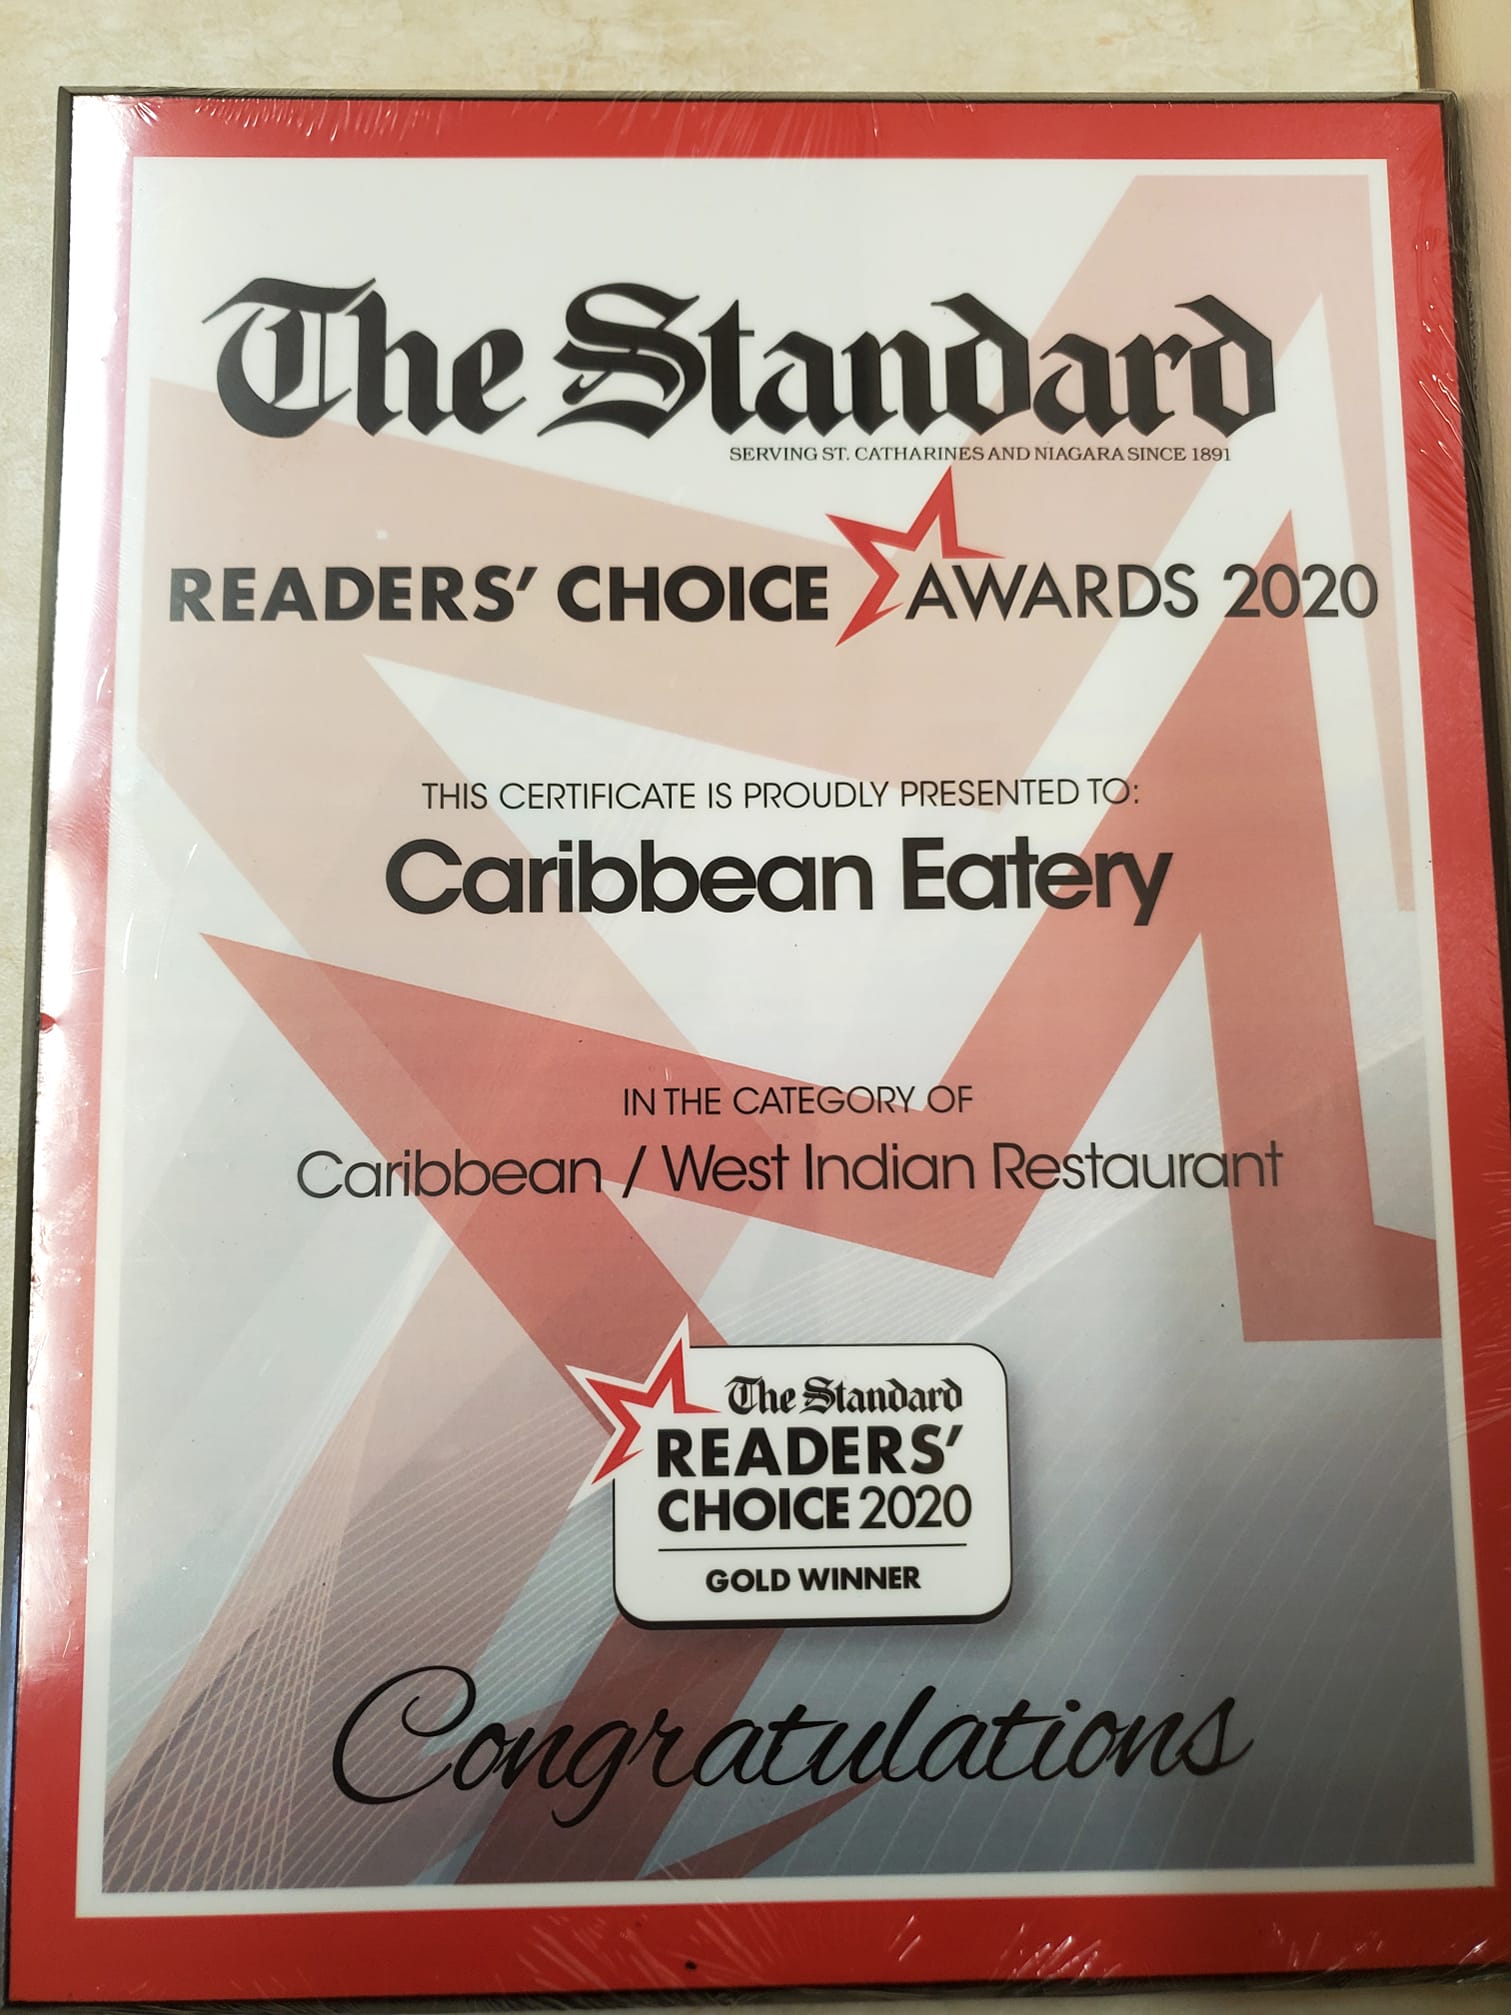 The Standard
SERVING ST. CATHARINES AND NIAGARA SINCE 1891
READERS' CHOICE AWARDS 2020
THIS CERTIFICATE IS PROUDLY PRESENTED TO:
Caribbean Eatery
IN THE CATEGORY OF
Caribbean / West Indian Restaurant
The Standard
READERS'
CHOICE 2020
GOLD WINNER
Congratulations